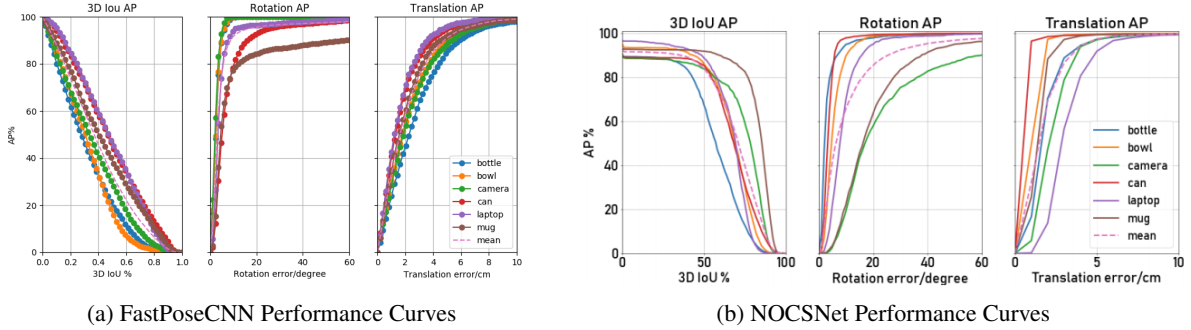 3D Iou AP
Rotation AP
Translation AP
AP%
100
80
60
40
20
0
0.0 0.2 0.4 0.6 0.8 1.0
0 20 40 60
0 2 4 6 8 10
3D IoU %
Rotation error/degree
Translation error/cm
bottle
bowl
camera
can
laptop
mug
mean
(a) FastPoseCNN Performance Curves
3D IoU AP
Rotation AP
Translation AP
AP%
100
80
60
40
20
0
0 50 100
0 20 40 60
0 5 10
3D IoU %
Rotation error/degree
Translation error/cm
bottle
bowl
camera
can
laptop
mug
mean
(b) NOCSNet Performance Curves